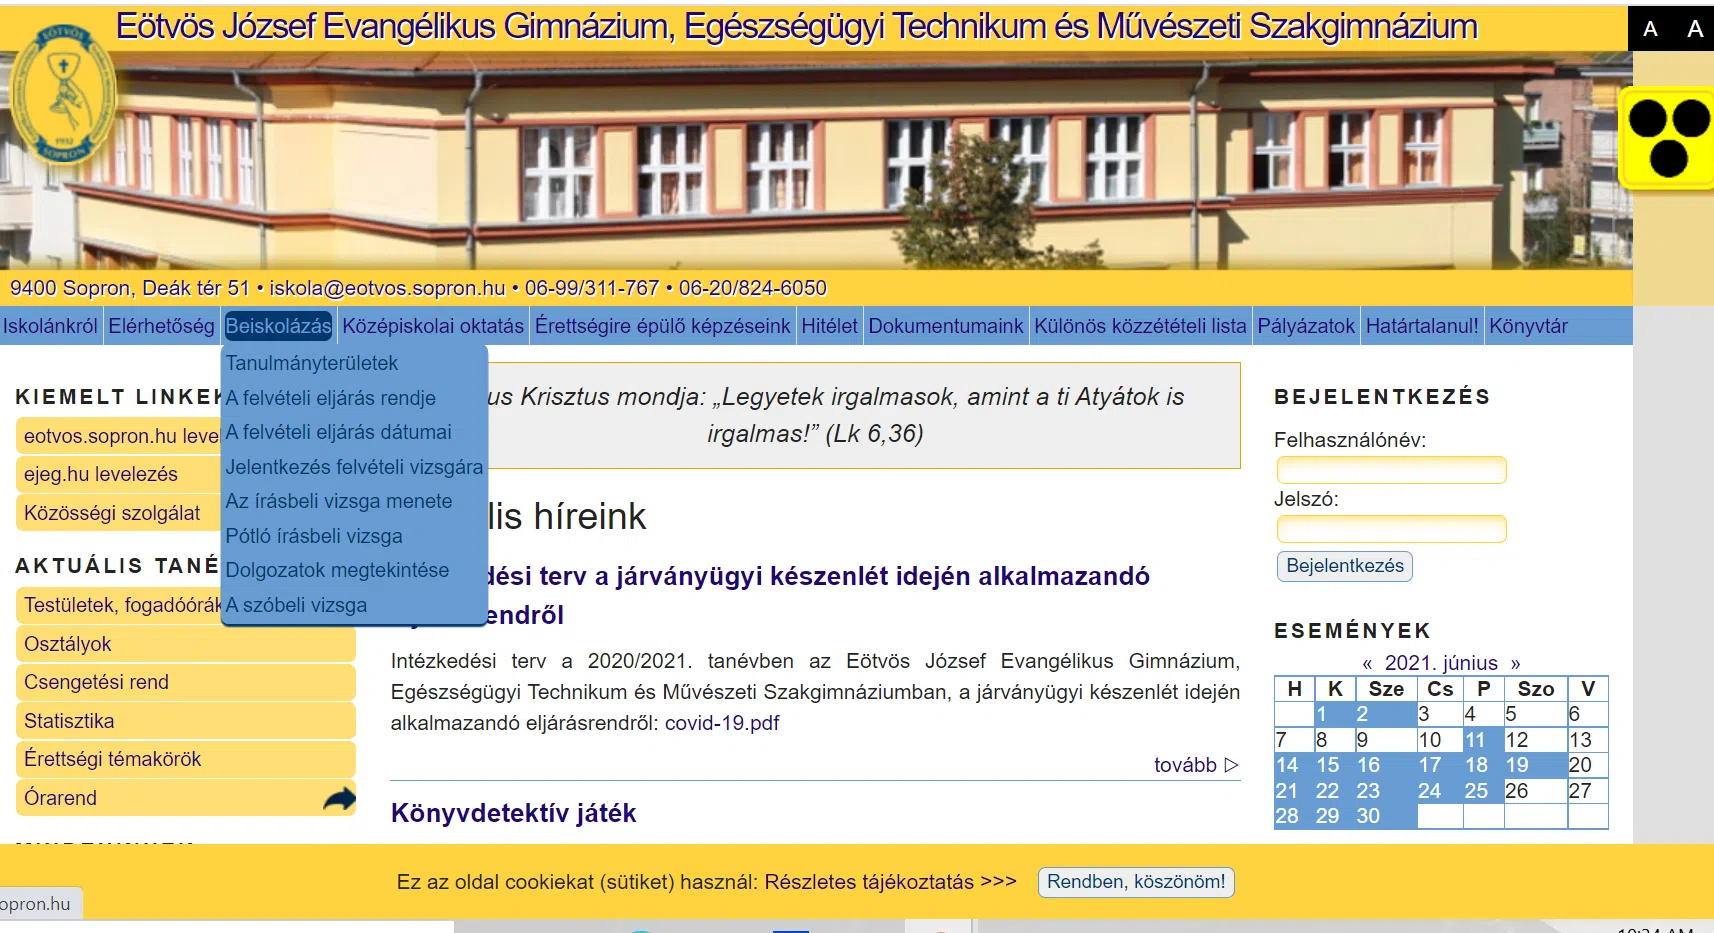 Eötvös József Evangélikus Gimnázium, Egészségügyi Technikum és Művészeti Szakgimnázium
A A
EÖTVÖS
1932
SOPRON
9400 Sopron, Deák tér 51 • iskola@eotvos.sopron.hu • 06-99/311-767 • 06-20/824-6050
Iskolánkról Elérhetőség Beiskolázás Középiskolai oktatás Érettségire épülő képzéseink Hitélet Dokumentumaink Különös közzétételi lista Pályázatok Határtalanul! Könyvtár
Tanulmányterületek
A felvételi eljárás rendje
A felvételi eljárás dátumai
Jelentkezés felvételi vizsgára
Az írásbeli vizsga menete
Pótló írásbeli vizsga
Dolgozatok megtekintése
A szóbeli vizsga
KIEMELT LINKEK
eotvos.sopron.hu level
ejeg.hu levelezés
Közösségi szolgálat
AKTUÁLIS TANÉ
Testületek, fogadóórák
Osztályok
Csengetési rend
Statisztika
Érettségi témakörök
Órarend
us Krisztus mondja: „Legyetek irgalmasok, amint a ti Atyátok is
irgalmas!” (Lk 6,36)
lis híreink
dési terv a járványügyi készenlét idején alkalmazandó
endről
Intézkedési terv a 2020/2021. tanévben az Eötvös József Evangélikus Gimnázium,
Egészségügyi Technikum és Művészeti Szakgimnáziumban, a járványügyi készenlét idején
alkalmazandó eljárásrendről: covid-19.pdf
tovább ▷
Könyvdetektív játék
BEJELENTKEZÉS
Felhasználónév:
Jelszó:
Bejelentkezés
ESEMÉNYEK
« 2021. június »
H K Sze Cs P Szo V
1 2 3 4 5 6
7 8 9 10 11 12 13
14 15 16 17 18 19 20
21 22 23 24 25 26 27
28 29 30
Ez az oldal cookiekat (sütiket) használ: Részletes tájékoztatás >>> Rendben, köszönöm!
opron.hu